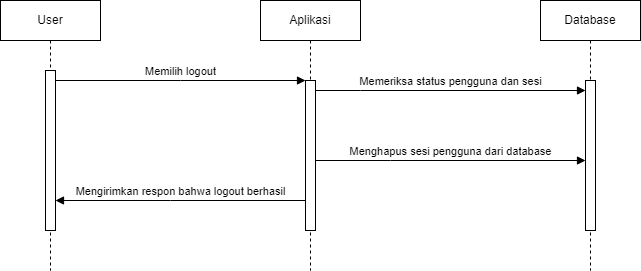 User
Aplikasi
Database
Memilih logout
Memeriksa status pengguna dan sesi
Menghapus sesi pengguna dari database
Mengirimkan respon bahwa logout berhasil